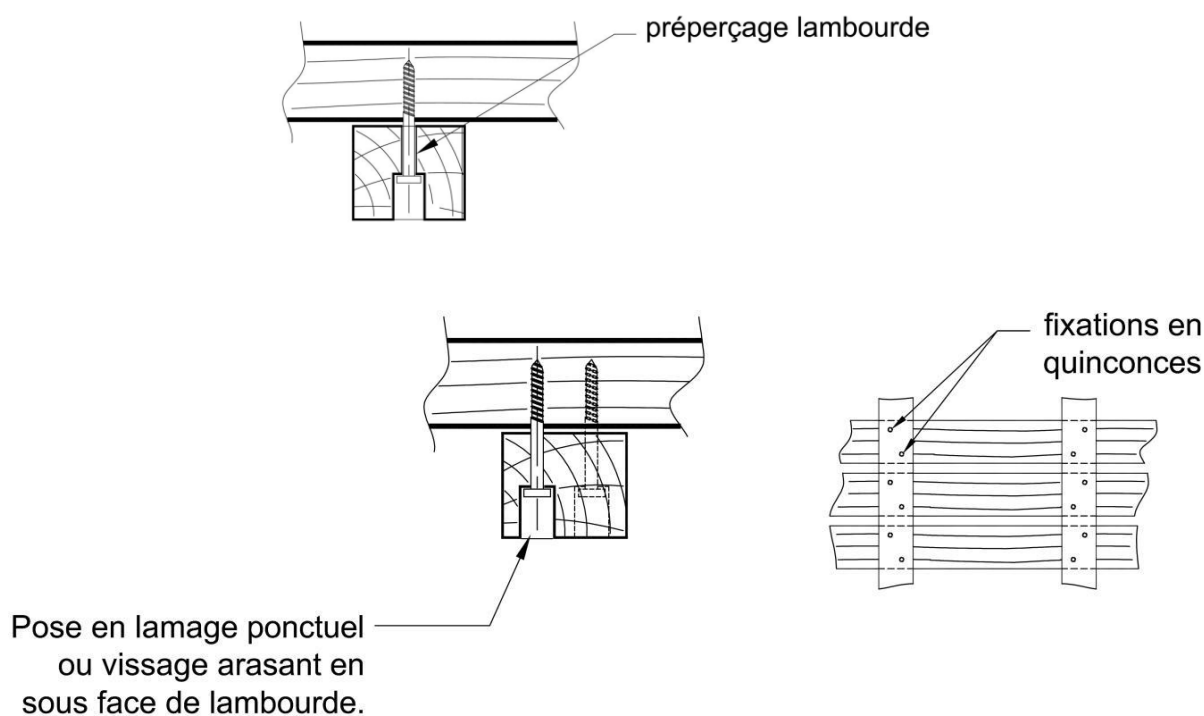 préperçage lambourde
fixations en
quinconces
Pose en lamage ponctuel
ou vissage arasant en
sous face de lambourde.